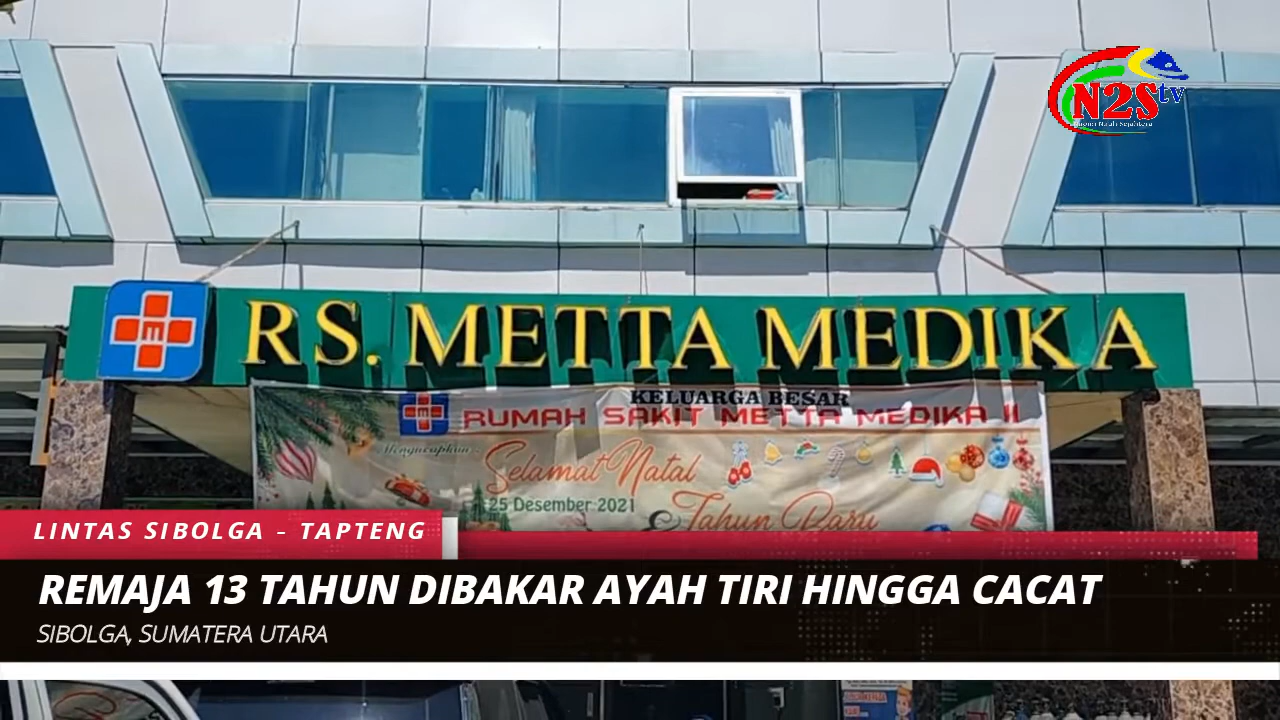 N2S tv
m RS. METTA MEDIKA
KELUARGA BESAR
m RUMAH SAKIT METTA MEDIKA II
Mengucapkan :
Selamat Natal
25 Desember 2021
& Tahun Baru
LINTAS SIBOLGA - TAPTENG
REMAJA 13 TAHUN DIBAKAR AYAH TIRI HINGGA CACAT
SIBOLGA, SUMATERA UTARA